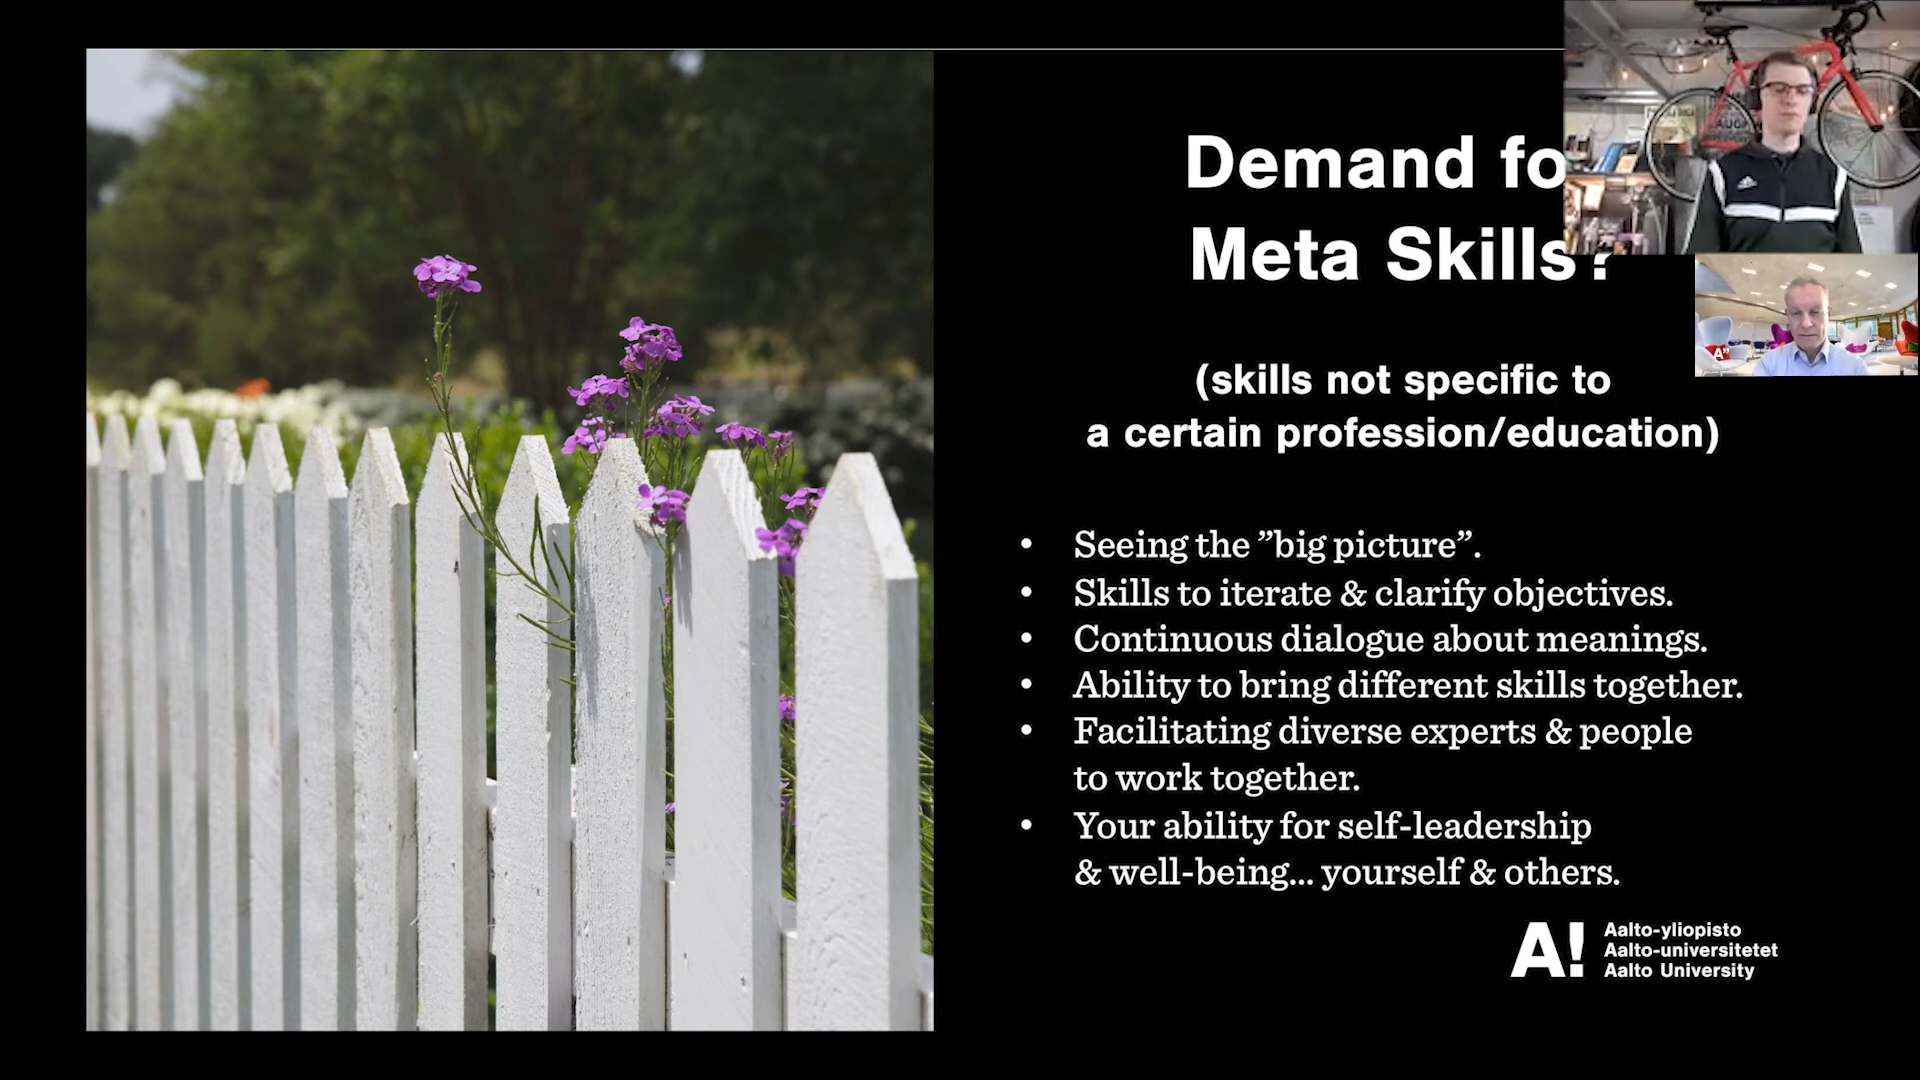 Demand fo
Meta Skills?
(skills not specific to
a certain profession/education)
• Seeing the ”big picture”.
• Skills to iterate & clarify objectives.
• Continuous dialogue about meanings.
• Ability to bring different skills together.
• Facilitating diverse experts & people
to work together.
• Your ability for self-leadership
& well-being... yourself & others.
A!
Aalto-yliopisto
Aalto-universitetet
Aalto University
A”